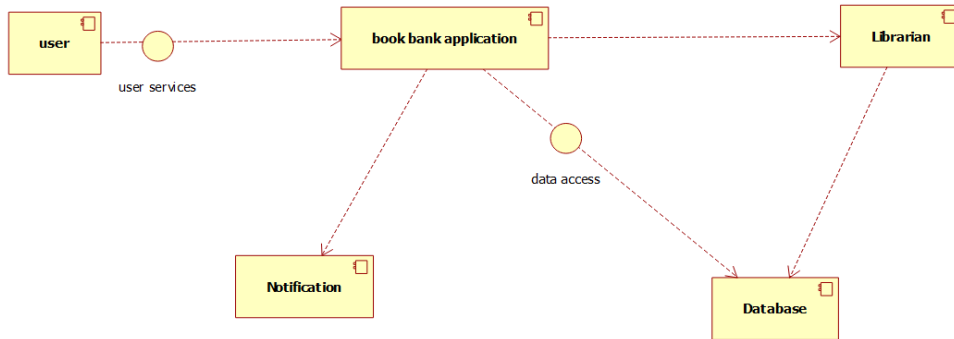 user
book bank application
Librarian
user services
data access
Notification
Database